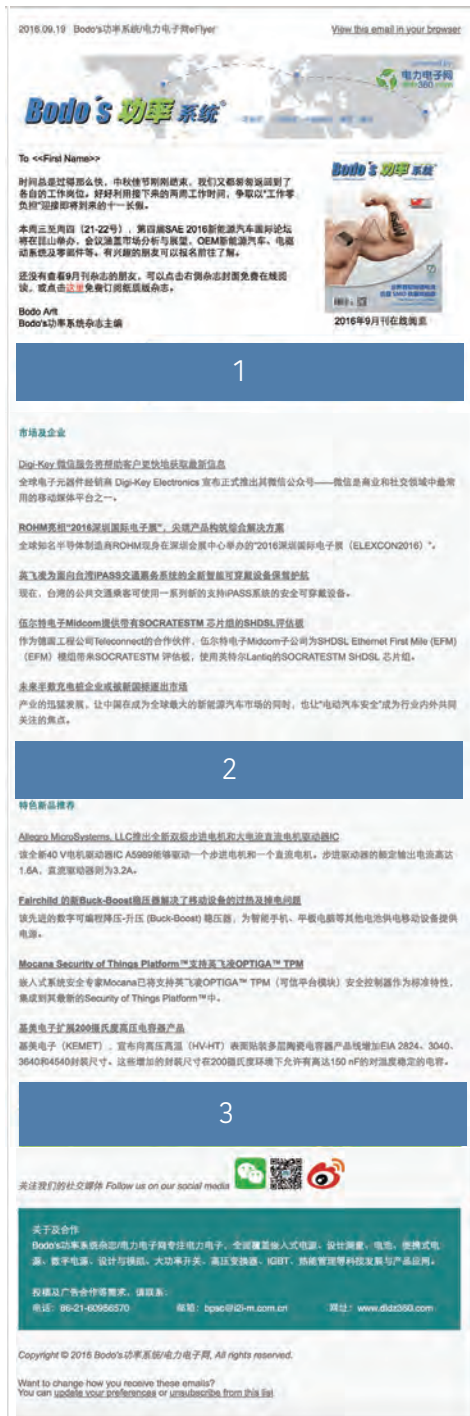 2016.09.19 Bodo's功率系统/电力电子网eFlyer
View this email in your browser
powered by
电力电子网
Bodo's 功率 系统®
To <<First Name>>
时间总是过得那么快，中秋佳节刚刚结束，我们又都匆匆返回到了
各自的工作岗位。好好利用接下来的两周工作时间，争取以"工作零
负担"迎接即将到来的十一长假。
本周三至周四（21-22号），第四届SAE 2016新能源汽车国际论坛
将在昆山举办，会议涵盖市场分析与展望、OEM新能源汽车、电驱
动系统及零部件等。有兴趣的朋友可以报名前往了解。
还没有查看9月刊杂志的朋友，可以点击右侧杂志封面免费在线阅
读，或点击这里免费订阅纸质版杂志。
Bodo Arlt
Bodo's功率系统杂志主编
Bodo's 功率 系统
2016年9月刊在线阅览
1
市场及企业
Digi-Key 微信服务将帮助客户更快地获取最新信息
全球电子元器件经销商 Digi-Key Electronics 宣布正式推出其微信公众号——微信是商业和社交领域中最常
用的移动媒体平台之一。
ROHM亮相"2016深圳国际电子展"，尖端产品构筑综合解决方案
全球知名半导体制造商ROHM现身在深圳会展中心举办的"2016深圳国际电子展（ELEXCON2016）"。
英飞凌为面向台湾iPASS交通票务系统的全新智能可穿戴设备保驾护航
现在，台湾的公共交通乘客可使用一系列新的支持iPASS系统的安全可穿戴设备。
伍尔特电子Midcom提供带有SOCRATESTM 芯片组的SHDSL评估板
作为德国工程公司Teleconnect的合作伙伴，伍尔特电子Midcom子公司为SHDSL Ethernet First Mile (EFM)
（EFM）模组带来SOCRATESTM 评估板，使用英特尔Lantiq的SOCRATESTM SHDSL 芯片组。
未来半数充电桩企业或被新国标逐出市场
产业的迅猛发展，让中国在成为全球最大的新能源汽车市场的同时，也让"电动汽车安全"成为行业内外共同
关注的焦点。
2
特色新品推荐
Allegro MicroSystems, LLC推出全新双极步进电机和大电流直流电机驱动器IC
该全新40 V电机驱动器IC A5989能够驱动一个步进电机和一个直流电机。步进驱动器的额定输出电流高达
1.6A，直流驱动器则为3.2A。
Fairchild 的新Buck-Boost稳压器解决了移动设备的过热及掉电问题
该先进的数字可编程降压-升压 (Buck-Boost) 稳压器，为智能手机、平板电脑等其他电池供电移动设备提供
电源。
Mocana Security of Things Platform™支持英飞凌OPTIGA™ TPM
嵌入式系统安全专家Mocana已将支持英飞凌OPTIGA™ TPM（可信平台模块）安全控制器作为标准特性，
集成到其最新的Security of Things Platform™中。
基美电子扩展200摄氏度高压电容器产品
基美电子（KEMET），宣布向高压高温（HV-HT）表面贴装多层陶瓷电容器产品线增加EIA 2824、3040、
3640和4540封装尺寸。这些增加的封装尺寸在200摄氏度环境下允许有高达150 nF的对温度稳定的电容。
3
关注我们的社交媒体 Follow us on our social media
关于及合作
Bodo's功率系统杂志/电力电子网专注电力电子，全面覆盖嵌入式电源、设计测量、电池、便携式电
源、数字电源、设计与模拟、大功率开关、高压变换器、IGBT、热能管理等科技发展与产品应用。
投稿及广告合作等需求，请联系：
电话：86-21-60956570 邮箱：bpsc@i2i-m.com.cn 网址：www.dldz360.com
Copyright © 2016 Bodo's功率系统/电力电子网, All rights reserved.
Want to change how you receive these emails?
You can update your preferences or unsubscribe from this list